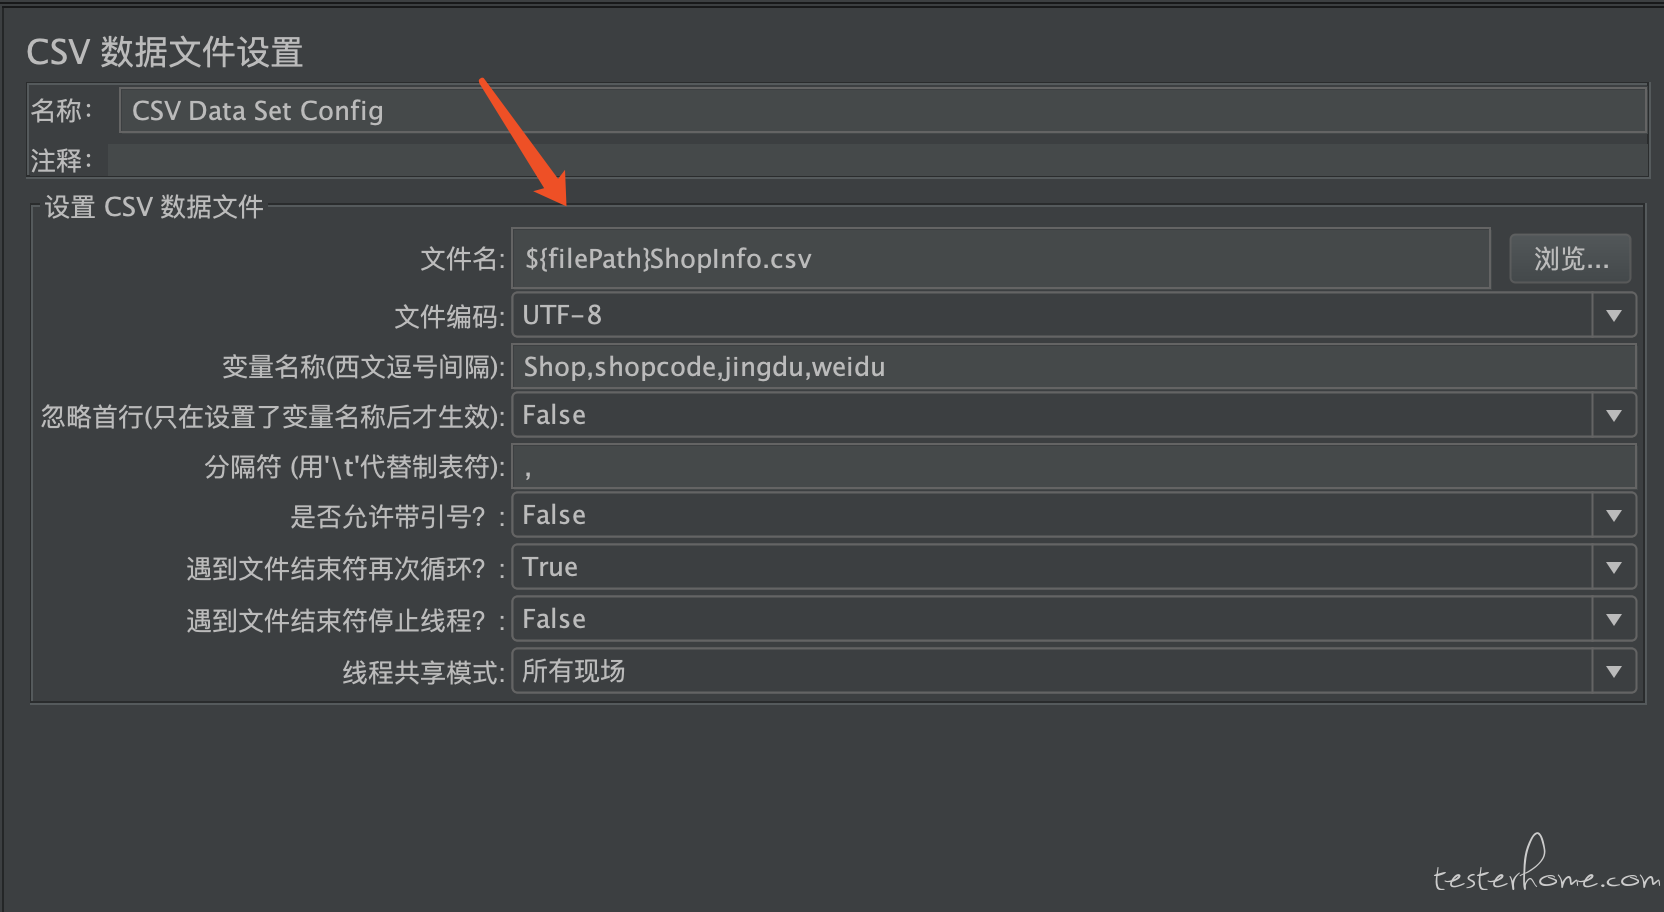 CSV 数据文件设置
名称： CSV Data Set Config
注释：
设置 CSV 数据文件
文件名: ${filePath}ShopInfo.csv 浏览...
文件编码: UTF-8
变量名称(西文逗号间隔): Shop,shopcode,jingdu,weidu
忽略首行(只在设置了变量名称后才生效): False
分隔符 (用'\t'代替制表符): ,
是否允许带引号？: False
遇到文件结束符再次循环？: True
遇到文件结束符停止线程？: False
线程共享模式: 所有现场
testerhome.com